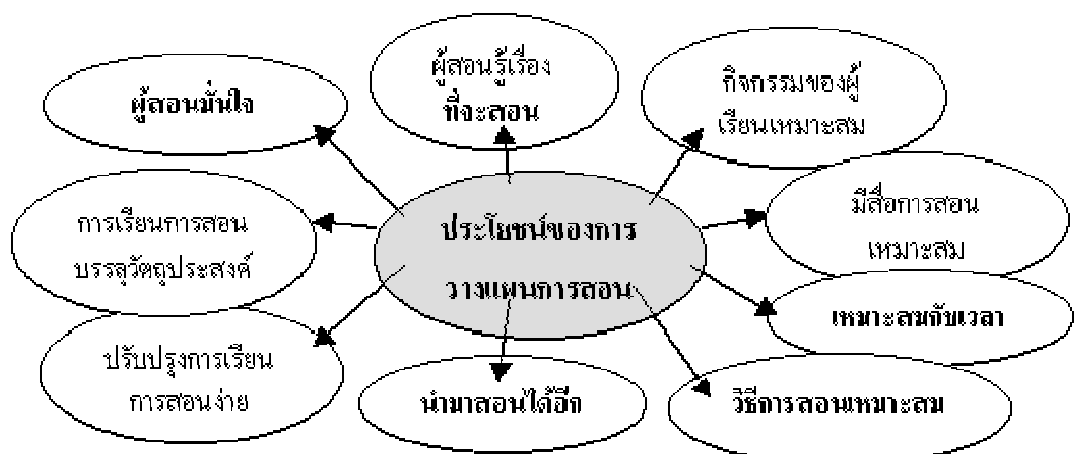 ผู้สอนรู้เรื่อง
ที่จะสอน
กิจกรรมของผู้
เรียนเหมาะสม
ผู้สอนมั่นใจ
มีสื่อการสอน
เหมาะสม
การเรียนการสอน
บรรลุวัตถุประสงค์
ประโยชน์ของการ
วางแผนการสอน
เหมาะสมกับเวลา
ปรับปรุงการเรียน
การสอนง่าย
นำมาสอนได้อีก
วิธีการสอนเหมาะสม